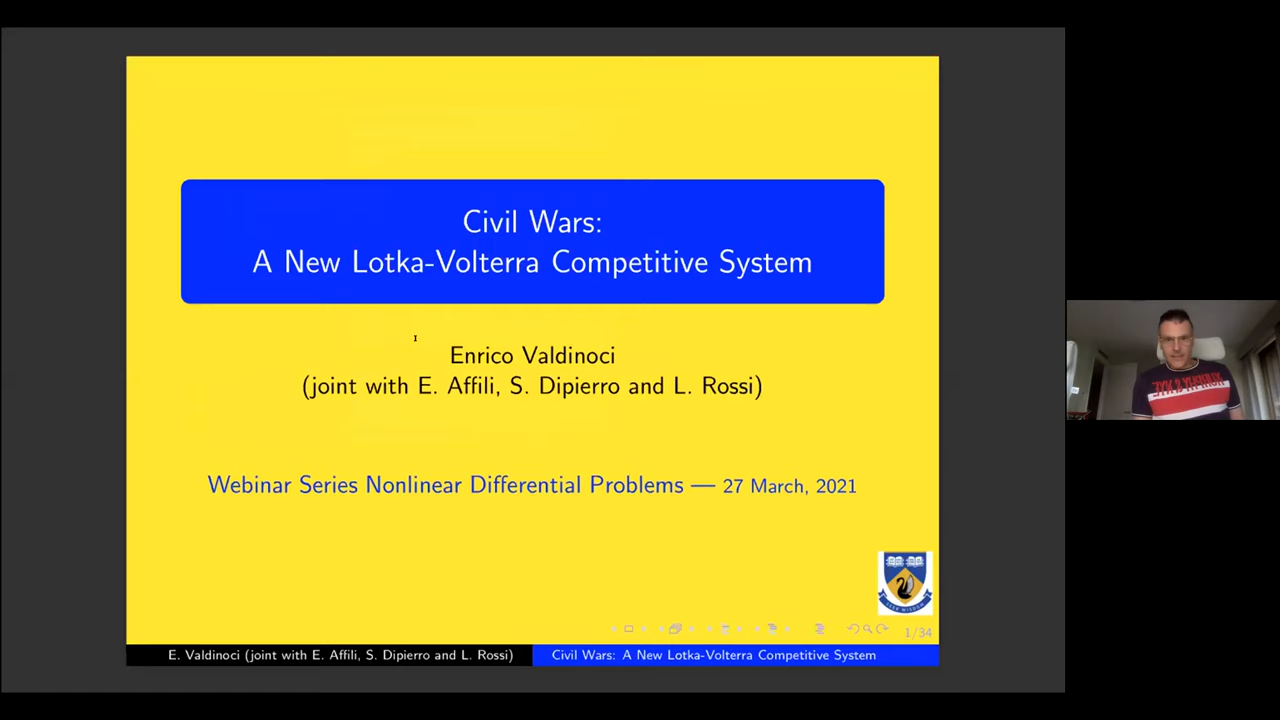 Civil Wars:
A New Lotka-Volterra Competitive System
Enrico Valdinoci
(joint with E. Affili, S. Dipierro and L. Rossi)
Webinar Series Nonlinear Differential Problems — 27 March, 2021
1/34
E. Valdinoci (joint with E. Affili, S. Dipierro and L. Rossi)
Civil Wars: A New Lotka-Volterra Competitive System